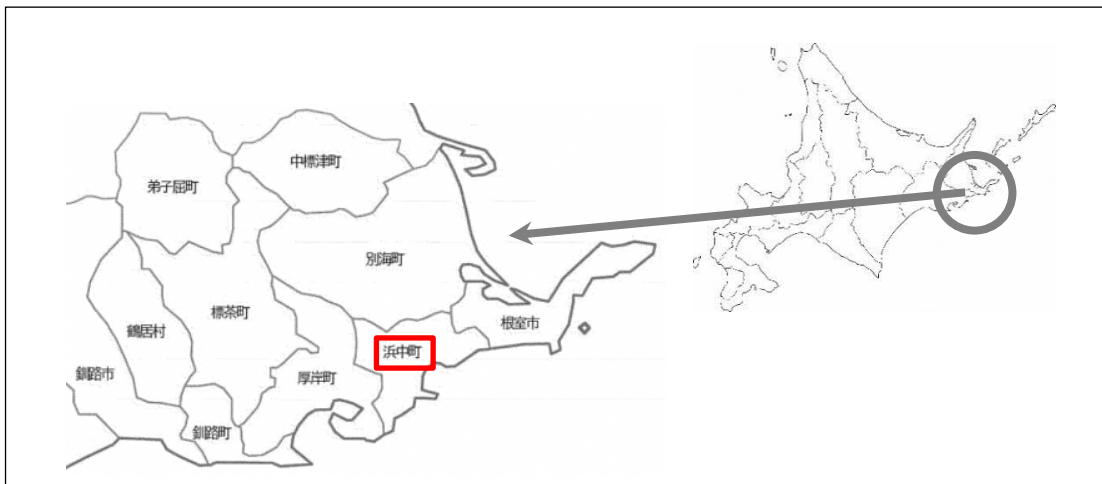 中標津町
弟子屈町
別海町
標茶町
鶴居村
根室市
浜中町
釧路市
厚岸町
釧路町